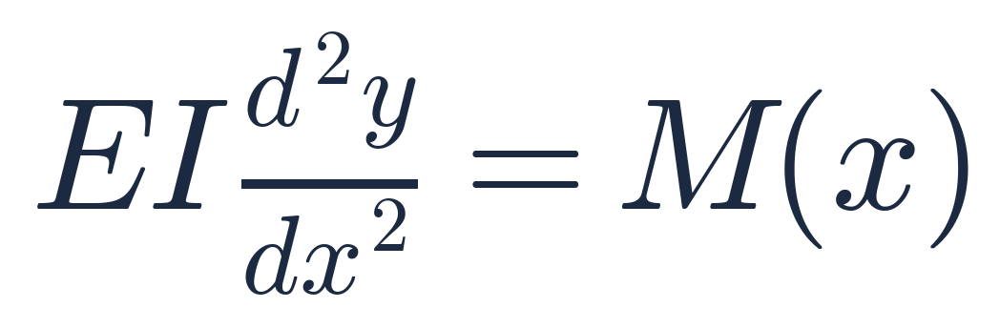 EI d²y/dx² = M(x)